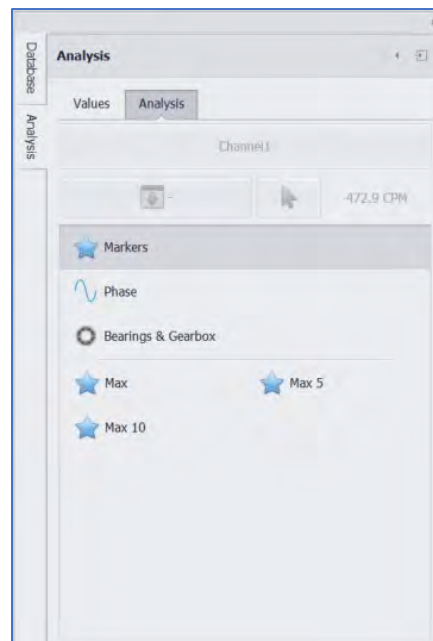 Database
Analysis
Analysis
Values Analysis
Channel1
-
472.9 CPM
Markers
Phase
Bearings & Gearbox
Max Max 5
Max 10